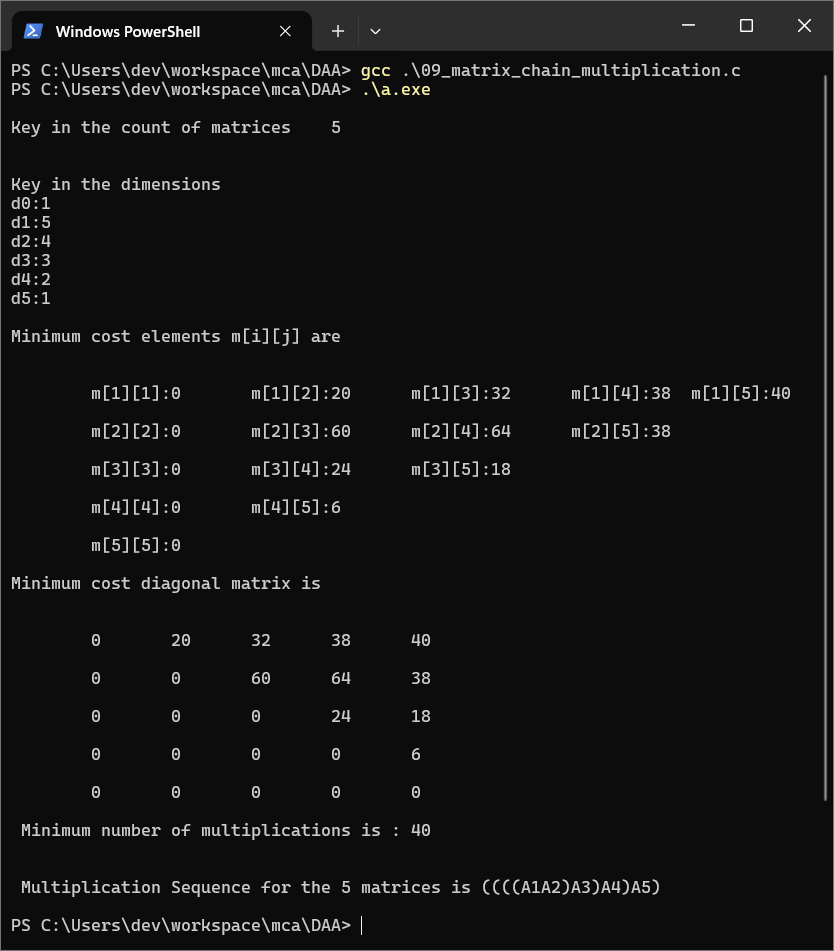 Windows PowerShell
PS C:\Users\dev\workspace\mca\DAA> gcc .\09_matrix_chain_multiplication.c
PS C:\Users\dev\workspace\mca\DAA> .\a.exe
Key in the count of matrices    5
Key in the dimensions
d0:1
d1:5
d2:4
d3:3
d4:2
d5:1
Minimum cost elements m[i][j] are
m[1][1]:0       m[1][2]:20      m[1][3]:32      m[1][4]:38  m[1][5]:40
m[2][2]:0       m[2][3]:60      m[2][4]:64      m[2][5]:38
m[3][3]:0       m[3][4]:24      m[3][5]:18
m[4][4]:0       m[4][5]:6
m[5][5]:0
Minimum cost diagonal matrix is
0       20      32      38      40
0       0       60      64      38
0       0       0       24      18
0       0       0       0       6
0       0       0       0       0
Minimum number of multiplications is : 40
Multiplication Sequence for the 5 matrices is ((((A1A2)A3)A4)A5)
PS C:\Users\dev\workspace\mca\DAA>